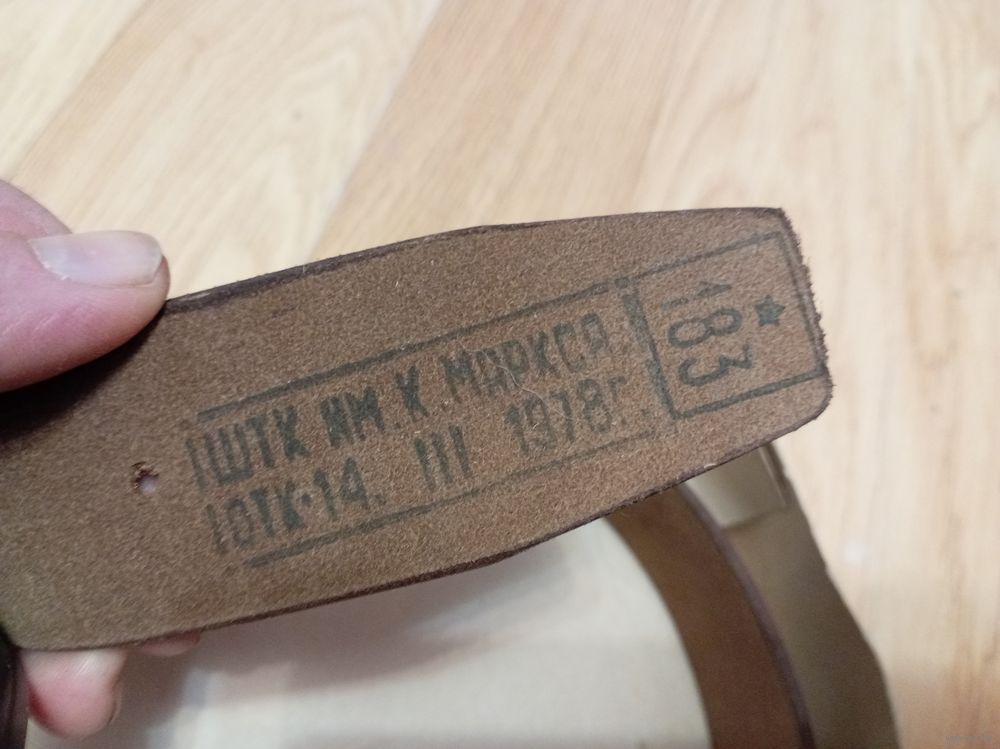 ШТК ИМ. К. МАРКСА.
ОТК·14. III 1978г.
183